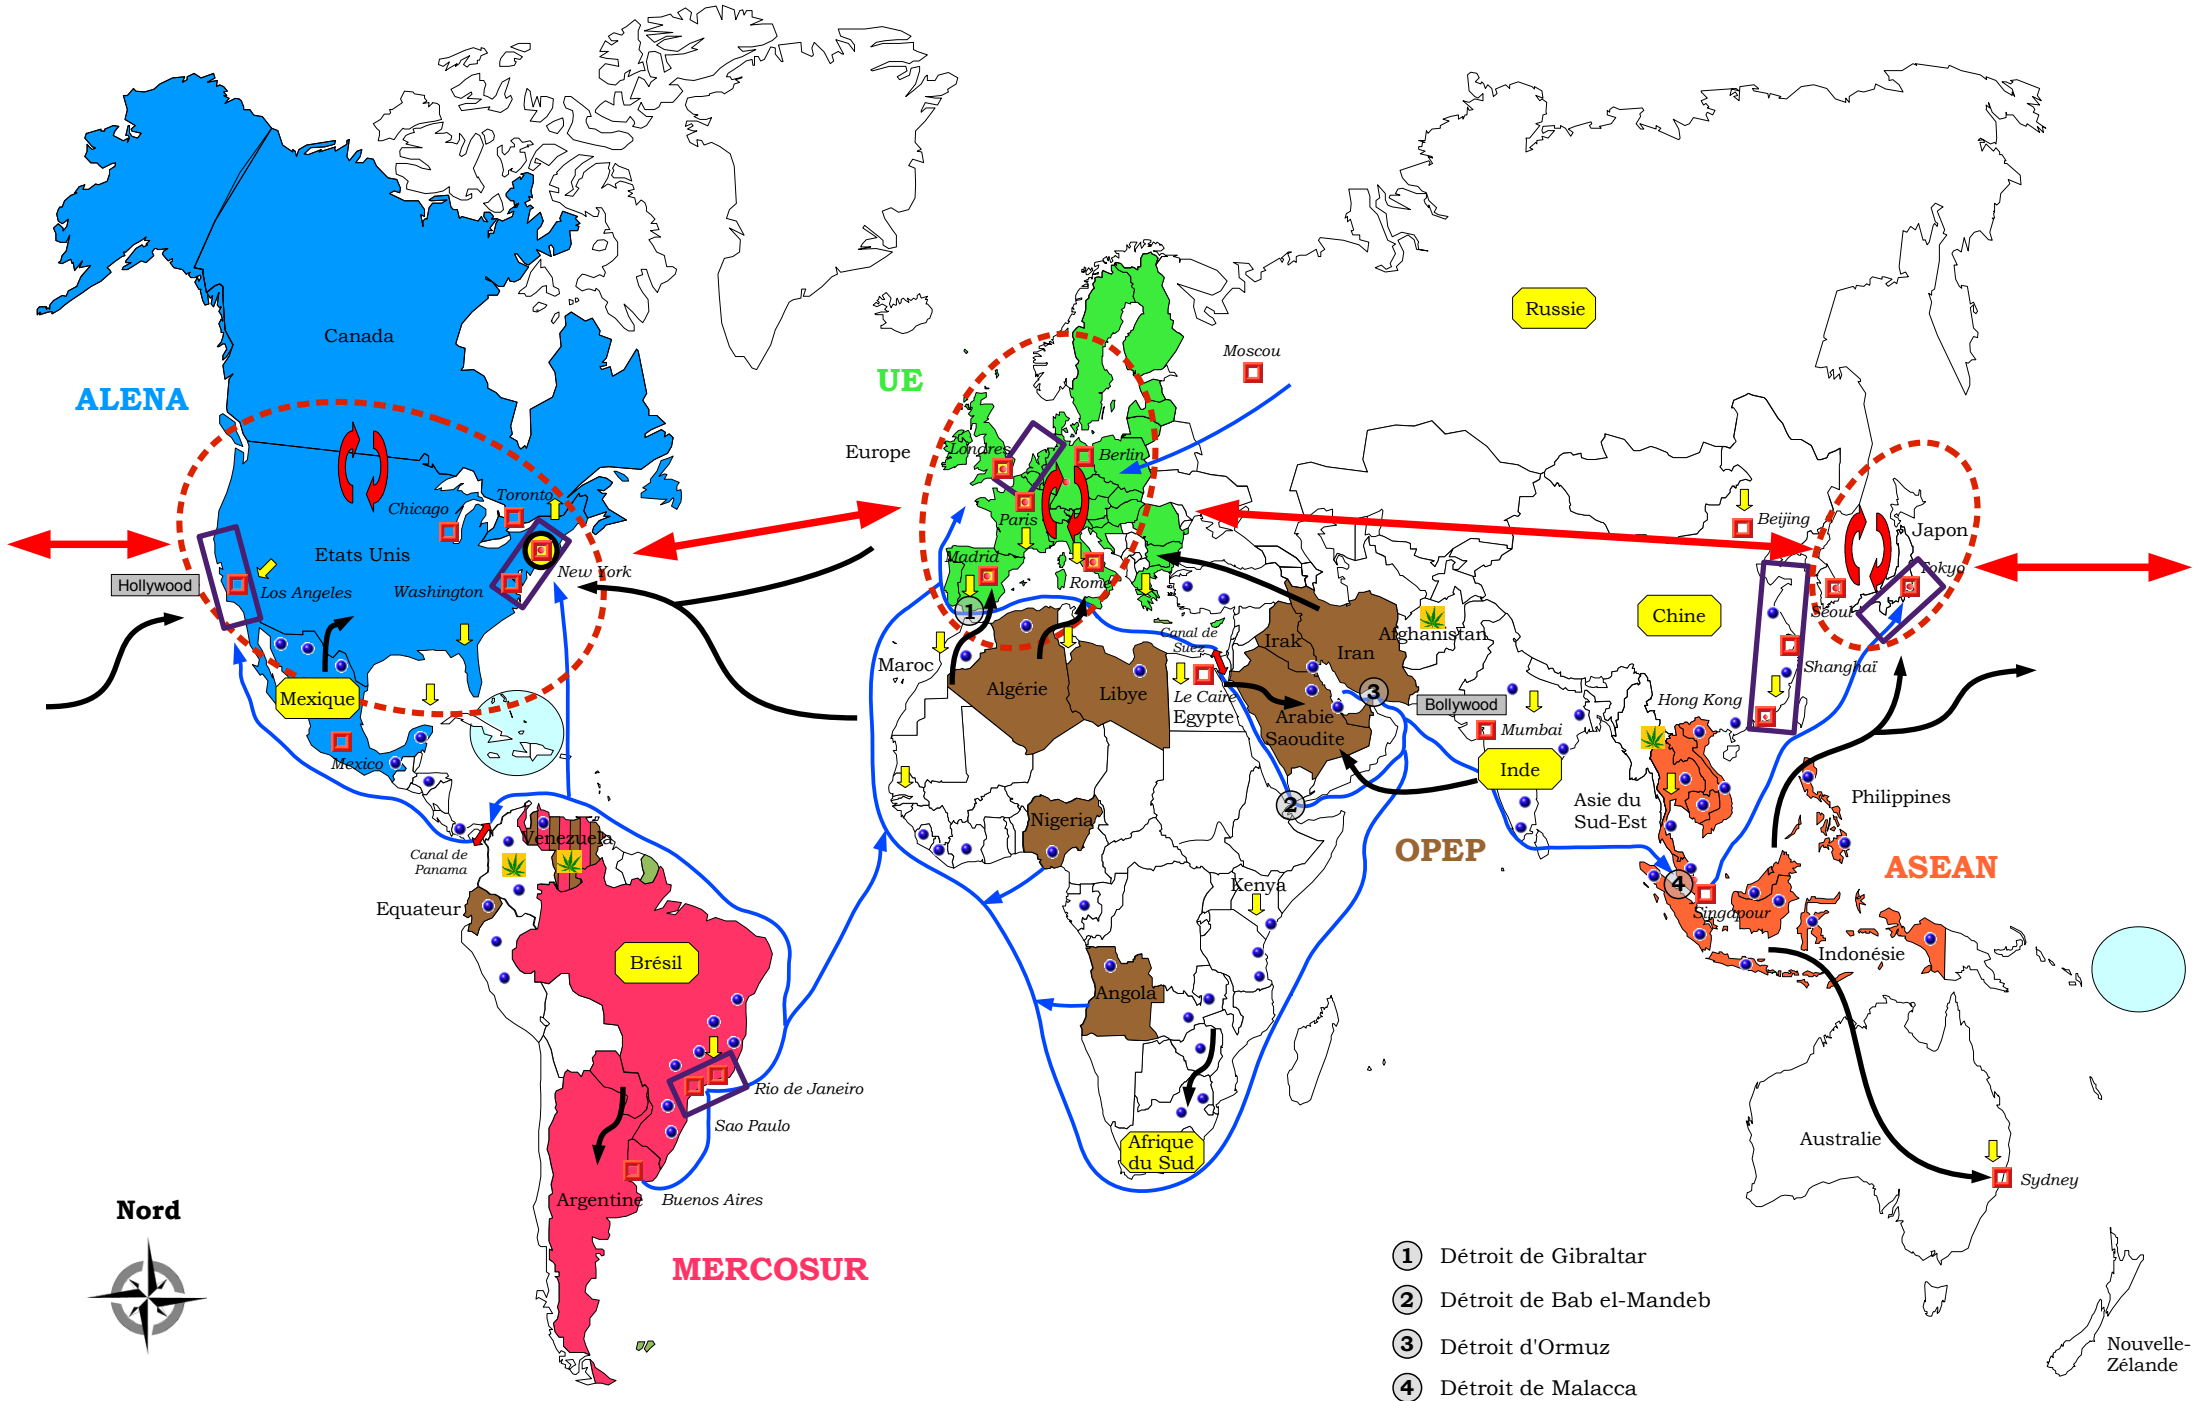 Canada
ALENA
Chicago
Toronto
Etats Unis
New York
Washington
Hollywood
Los Angeles
Mexique
Mexico
Canal de
Panama
Venezuela
Equateur
Brésil
Rio de Janeiro
Sao Paulo
Argentine
Buenos Aires
MERCOSUR
Nord
UE
Europe
Londres
Berlin
Paris
Madrid
Rome
Moscou
Russie
1
Maroc
Algérie
Libye
Canal de
Suez
Le Caire
Egypte
Irak
Iran
Afghanistan
3
Arabie
Saoudite
2
Nigeria
OPEP
Kenya
Angola
Afrique
du Sud
Bollywood
Mumbai
Inde
Chine
Beijing
Japon
Tokyo
Séoul
Shanghaï
Hong Kong
Asie du
Sud-Est
Philippines
ASEAN
4
Singapour
Indonésie
Australie
Sydney
Nouvelle-
Zélande
1 Détroit de Gibraltar
2 Détroit de Bab el-Mandeb
3 Détroit d'Ormuz
4 Détroit de Malacca